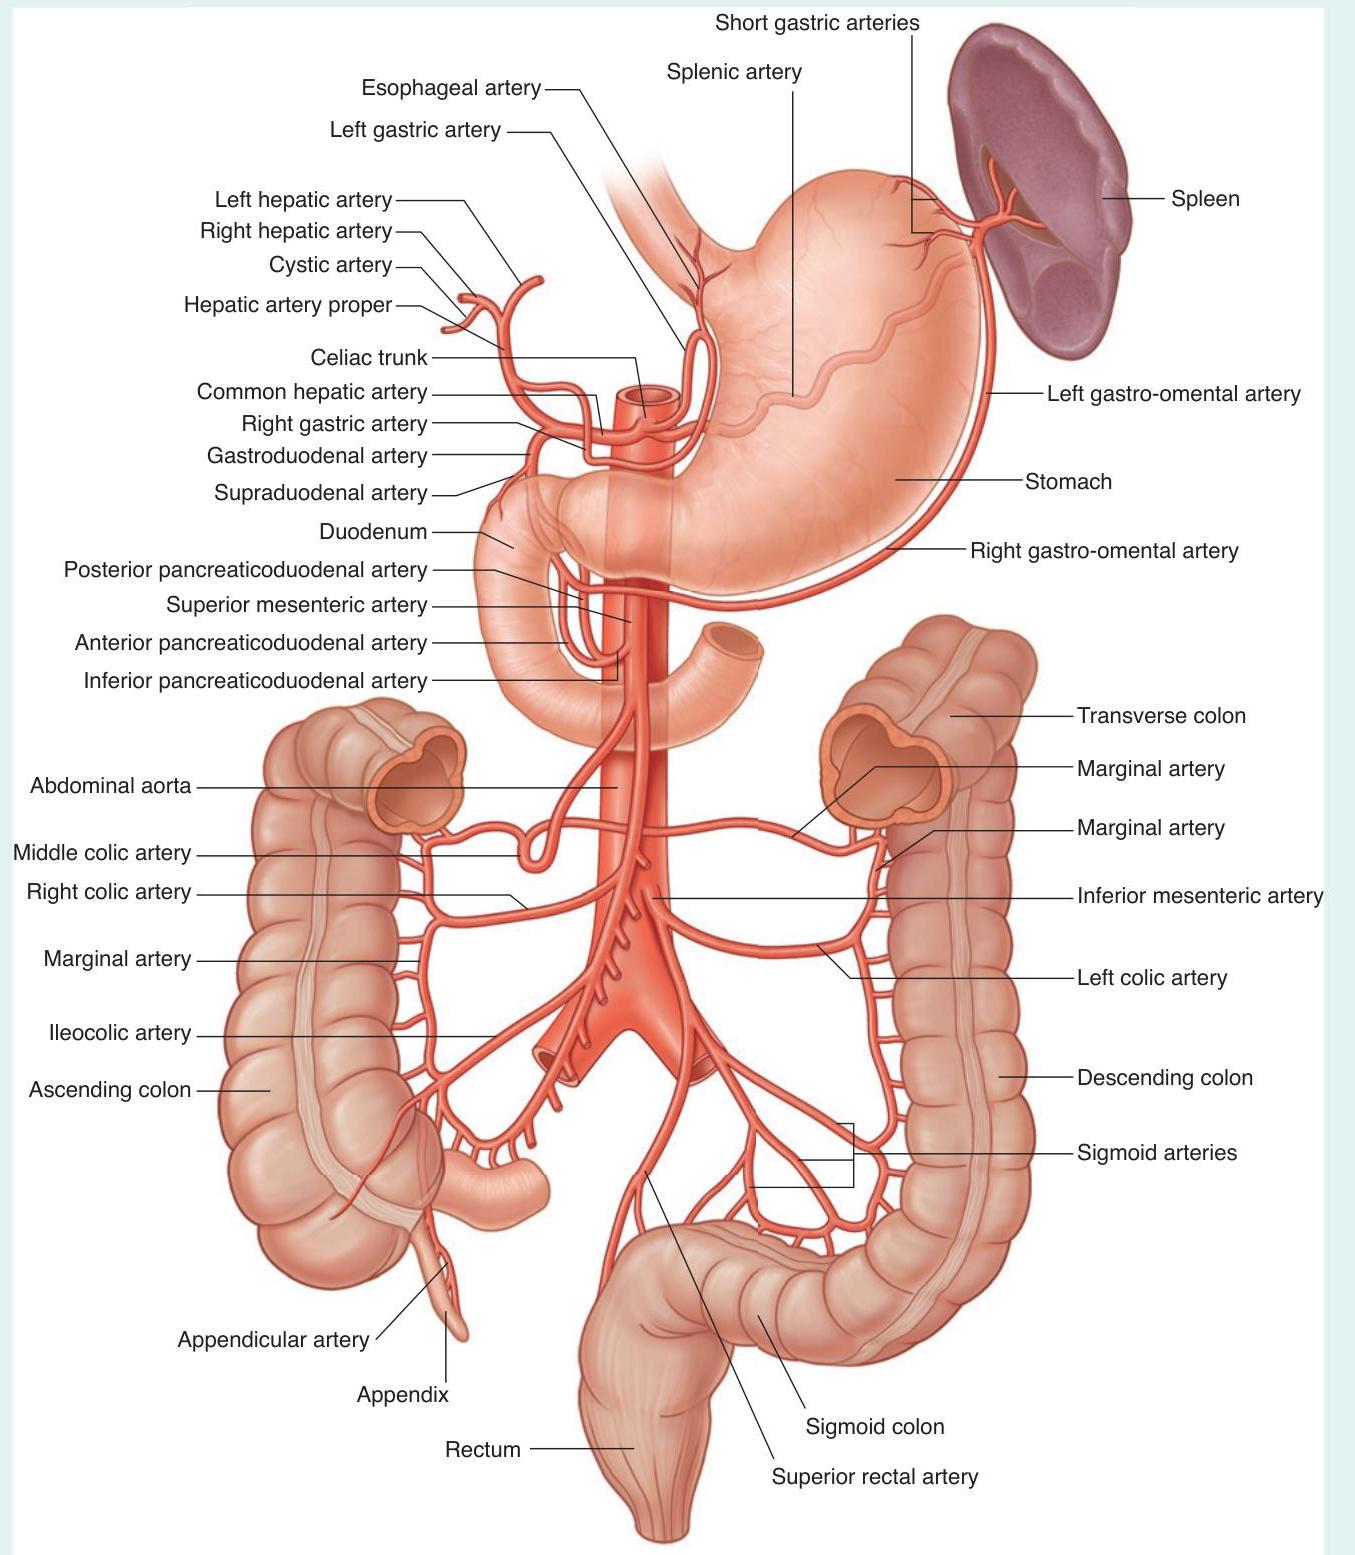 Short gastric arteries
Splenic artery
Esophageal artery
Left gastric artery
Left hepatic artery
Right hepatic artery
Cystic artery
Hepatic artery proper
Celiac trunk
Common hepatic artery
Right gastric artery
Gastroduodenal artery
Supraduodenal artery
Duodenum
Posterior pancreaticoduodenal artery
Superior mesenteric artery
Anterior pancreaticoduodenal artery
Inferior pancreaticoduodenal artery
Spleen
Left gastro-omental artery
Stomach
Right gastro-omental artery
Abdominal aorta
Middle colic artery
Right colic artery
Marginal artery
Ileocolic artery
Ascending colon
Transverse colon
Marginal artery
Marginal artery
Inferior mesenteric artery
Left colic artery
Descending colon
Sigmoid arteries
Appendicular artery
Appendix
Rectum
Sigmoid colon
Superior rectal artery